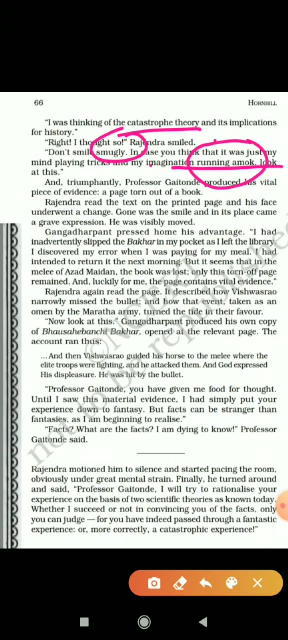 66
HORNBILL
"I was thinking of the catastrophe theory and its implications
for history."
"Right! I thought so!" Rajendra smiled.
"Don't smile smugly. In case you think that it was just my
mind playing tricks and my imagination running amok, look
at this."
And, triumphantly, Professor Gaitonde produced his vital
piece of evidence: a page torn out of a book.
Rajendra read the text on the printed page and his face
underwent a change. Gone was the smile and in its place came
a grave expression. He was visibly moved.
Gangadharpant pressed home his advantage. "I had
inadvertently slipped the Bakhar in my pocket as I left the library.
I discovered my error when I was paying for my meal. I had
intended to return it the next morning. But it seems that in the
melee of Azad Maidan, the book was lost; only this torn-off page
remained. And, luckily for me, the page contains vital evidence."
Rajendra again read the page. It described how Vishwasrao
narrowly missed the bullet; and how that event, taken as an
omen by the Maratha army, turned the tide in their favour.
"Now look at this." Gangadharpant produced his own copy
of Bhausahebanchi Bakhar, opened at the relevant page. The
account ran thus:
... And then Vishwasrao guided his horse to the melee where the
elite troops were fighting, and he attacked them. And God expressed
His displeasure. He was hit by the bullet.
"Professor Gaitonde, you have given me food for thought.
Until I saw this material evidence, I had simply put your
experience down to fantasy. But facts can be stranger than
fantasies, as I am beginning to realise."
"Facts? What are the facts? I am dying to know!" Professor
Gaitonde said.
Rajendra motioned him to silence and started pacing the room,
obviously under great mental strain. Finally, he turned around
and said, "Professor Gaitonde, I will try to rationalise your
experience on the basis of two scientific theories as known today.
Whether I succeed or not in convincing you of the facts, only
you can judge — for you have indeed passed through a fantastic
experience: or, more correctly, a catastrophic experience!"